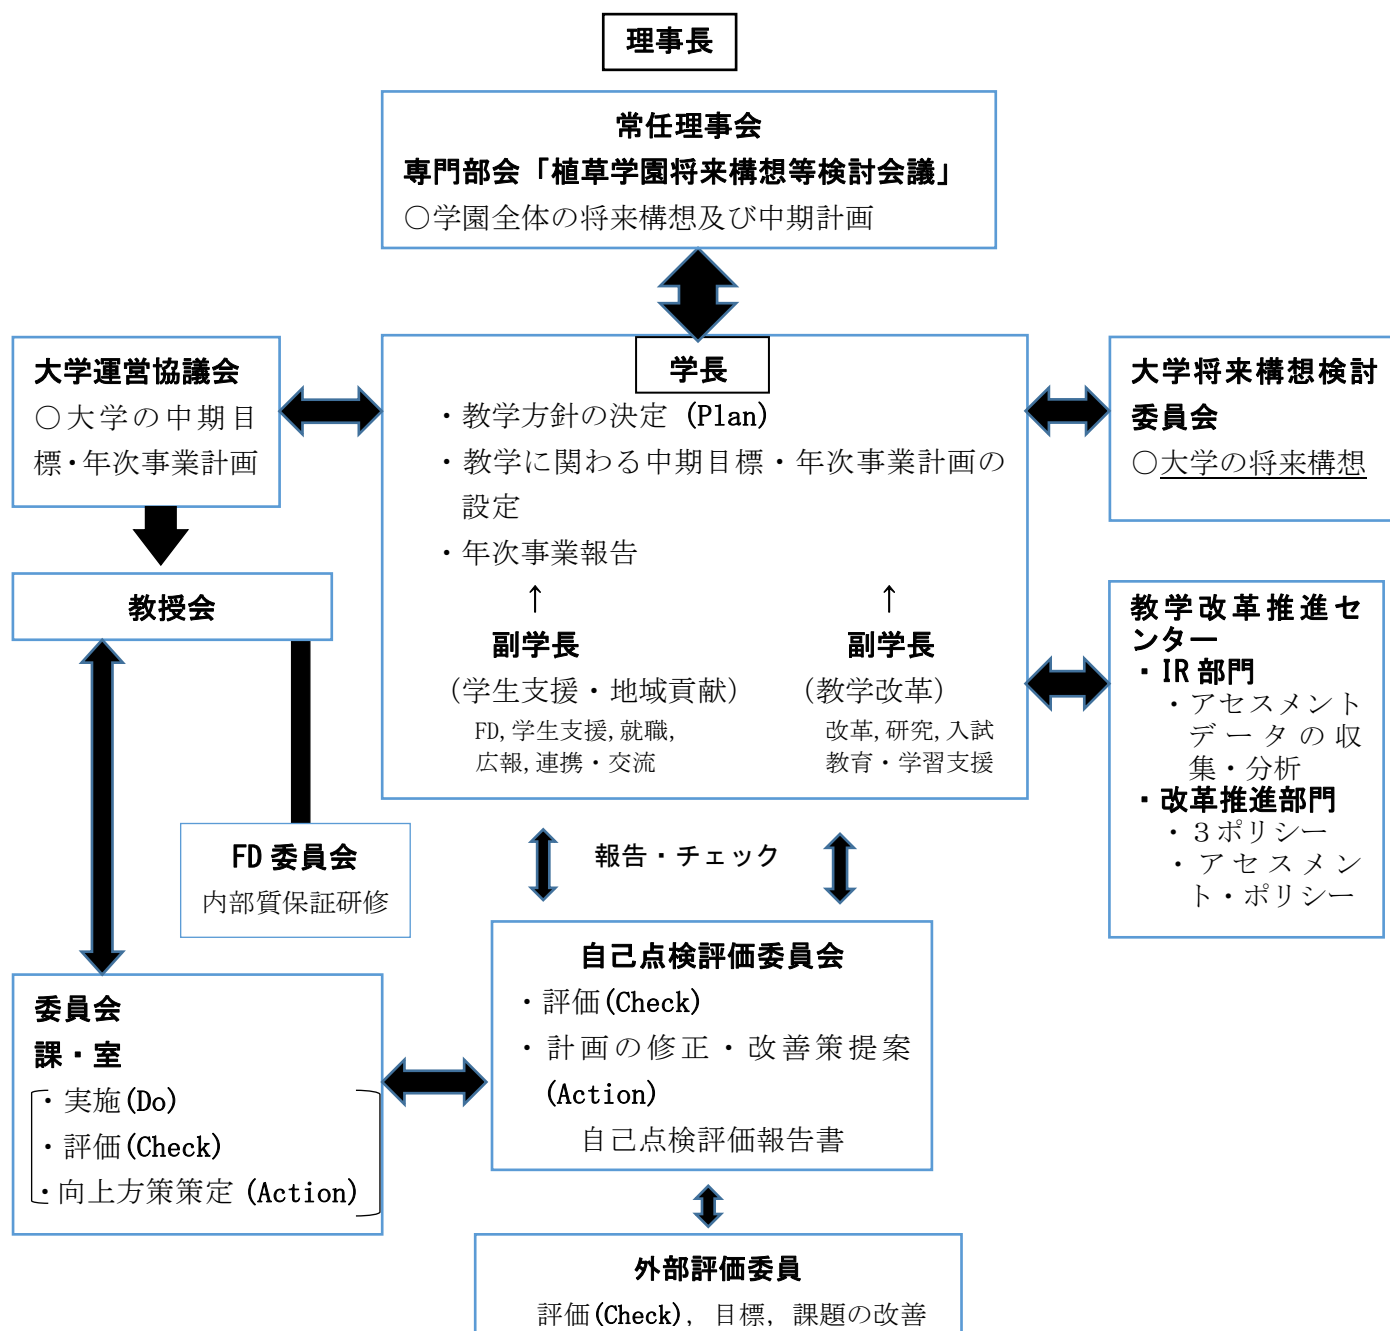 理事長
常任理事会
専門部会「植草学園将来構想等検討会議」
〇学園全体の将来構想及び中期計画
大学運営協議会
〇大学の中期目
標・年次事業計画
学長
・教学方針の決定 (Plan)
・教学に関わる中期目標・年次事業計画の
設定
・年次事業報告
↑
↑
副学長
(学生支援・地域貢献)
FD, 学生支援, 就職,
広報, 連携・交流
副学長
(教学改革)
改革, 研究, 入試
教育・学習支援
大学将来構想検討
委員会
〇大学の将来構想
教授会
教学改革推進セ
ンター
・IR 部門
・アセスメント
データの収
集・分析
・改革推進部門
・３ポリシー
・アセスメン
ト・ポリシー
FD 委員会
内部質保証研修
報告・チェック
自己点検評価委員会
・評価(Check)
・計画の修正・改善策提案
(Action)
自己点検評価報告書
委員会
課・室
・実施(Do)
・評価(Check)
・向上方策策定 (Action)
外部評価委員
評価(Check), 目標, 課題の改善